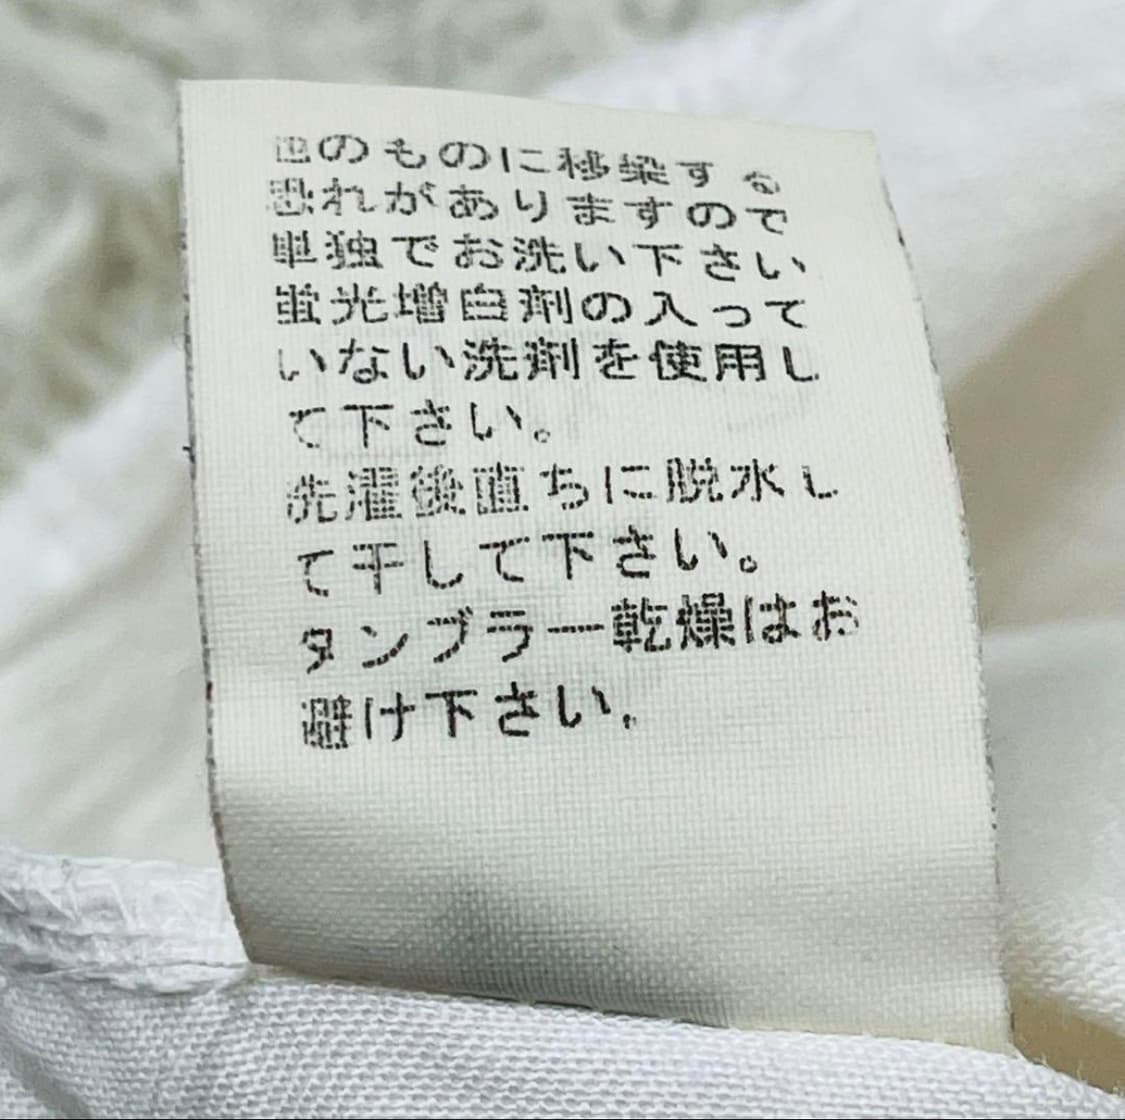 他のものに移染する
恐れがありますので
単独でお洗い下さい
蛍光増白剤の入って
いない洗剤を使用し
て下さい。
洗濯後直ちに脱水し
て干して下さい。
タンブラー乾燥はお
避け下さい。